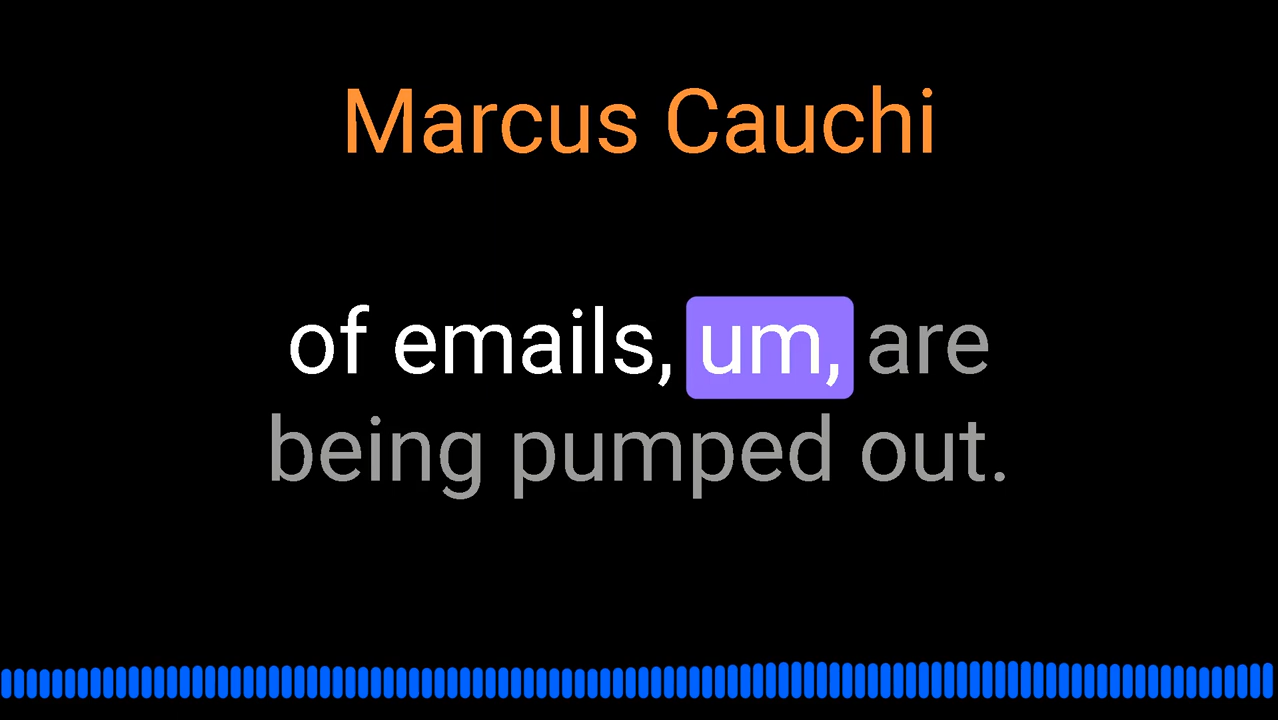 Marcus Cauchi
of emails, um, are
being pumped out.